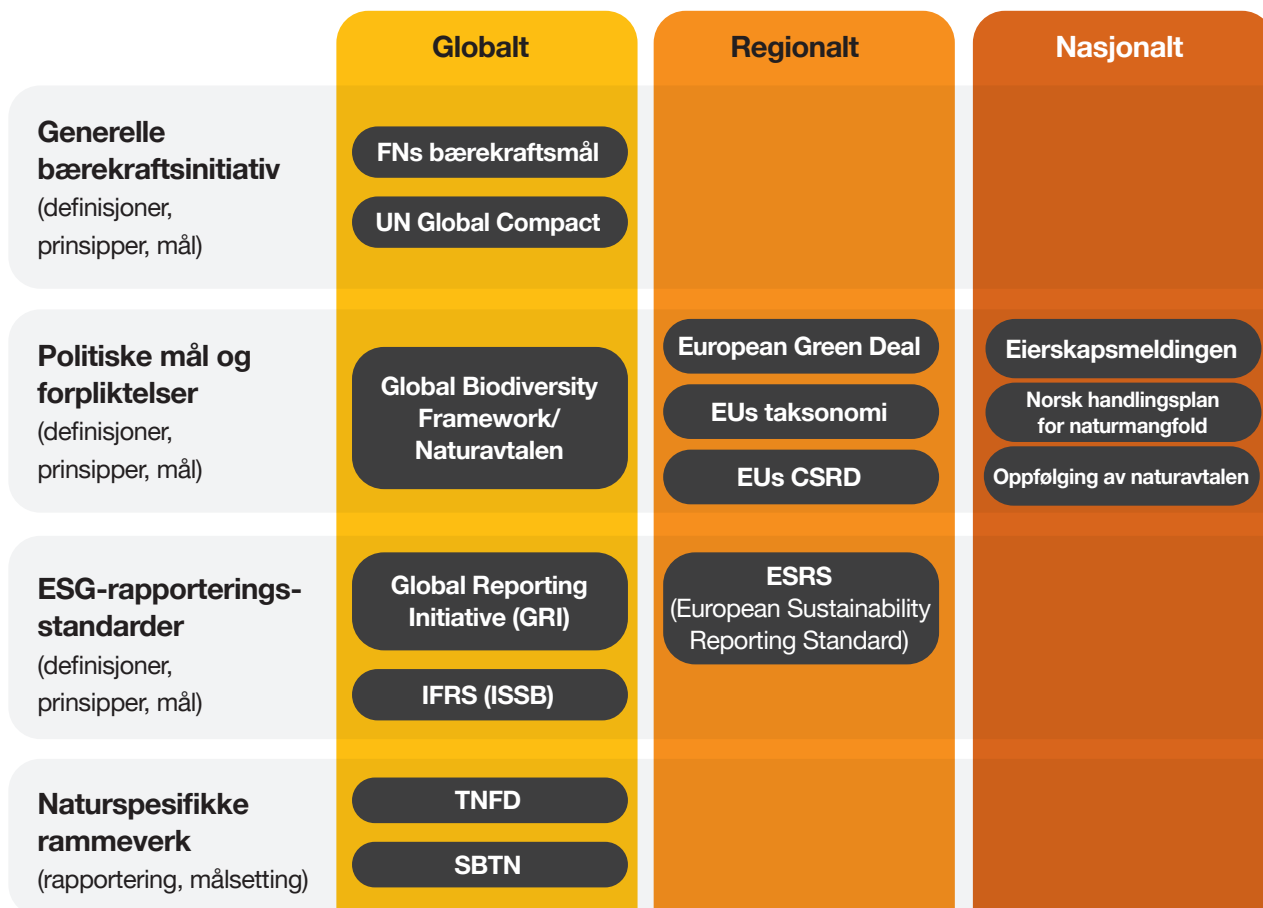 Globalt
Regionalt
Nasjonalt
Generelle
bærekraftsinitiativ
(definisjoner,
prinsipper, mål)
FNs bærekraftsmål
UN Global Compact
Politiske mål og
forpliktelser
(definisjoner,
prinsipper, mål)
Global Biodiversity
Framework/
Naturavtalen
European Green Deal
EUs taksonomi
EUs CSRD
Eierskapsmeldingen
Norsk handlingsplan
for naturmangfold
Oppfølging av naturavtalen
ESG-rapporterings-
standarder
(definisjoner,
prinsipper, mål)
Global Reporting
Initiative (GRI)
IFRS (ISSB)
ESRS
(European Sustainability
Reporting Standard)
Naturspesifikke
rammeverk
(rapportering, målsetting)
TNFD
SBTN